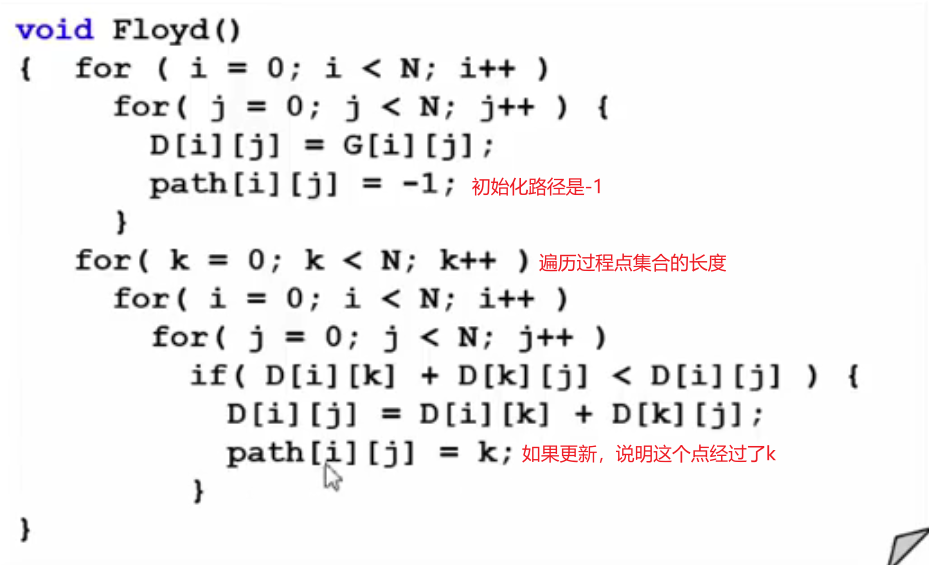 void Floyd()
{ for ( i = 0; i < N; i++ )
for( j = 0; j < N; j++ ) {
D[i][j] = G[i][j];
path[i][j] = -1; 初始化路径是-1
}
for( k = 0; k < N; k++ ) 遍历过程点集合的长度
for( i = 0; i < N; i++ )
for( j = 0; j < N; j++ )
if( D[i][k] + D[k][j] < D[i][j] ) {
D[i][j] = D[i][k] + D[k][j];
path[i][j] = k; 如果更新，说明这个点经过了k
}
}